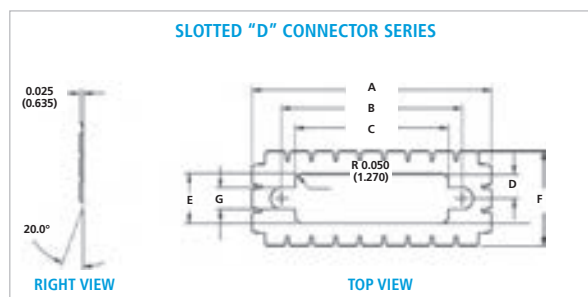 SLOTTED "D" CONNECTOR SERIES
0.025
(0.635)
A
B
C
R 0.050
(1.270)
E
G
D
F
20.0°
RIGHT VIEW
TOP VIEW